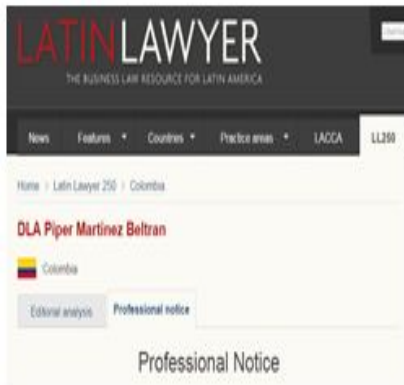 LATINLAWYER
THE BUSINESS LAW RESOURCE FOR LATIN AMERICA
News Features Countries Practice areas LACCA LL250
Home > Latin Lawyer 250 > Colombia
DLA Piper Martinez Beltran
Colombia
Editorial analysis Professional notice
Professional Notice